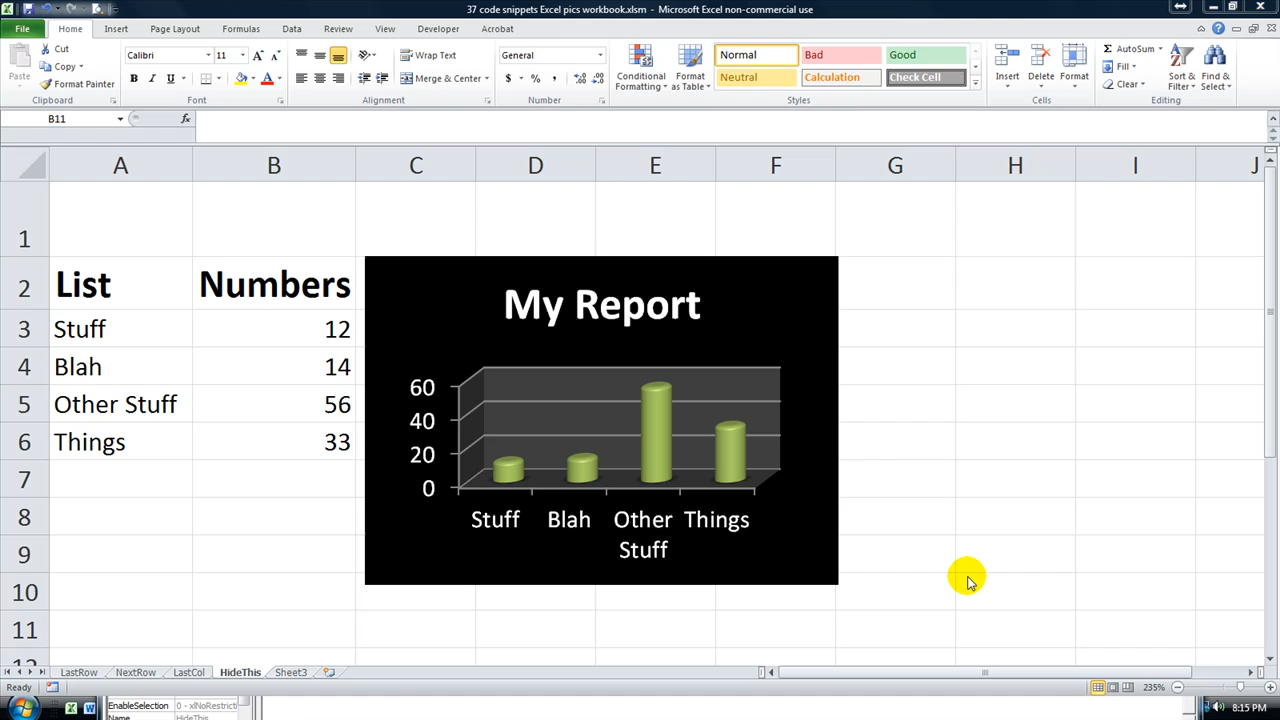 37 code snippets Excel pics workbook.xlsm - Microsoft Excel non-commercial use
File Home Insert Page Layout Formulas Data Review View Developer Acrobat
Paste
Cut
Copy
Format Painter
Clipboard
Calibri 11
B I U
Font
Wrap Text
Merge & Center
Alignment
General
$ % ,
Number
Conditional Formatting
Format as Table
Normal Bad Good
Neutral Calculation Check Cell
Styles
Insert Delete Format
Cells
AutoSum
Fill
Clear
Sort & Filter
Find & Select
Editing
B11 fx
A B C D E F G H I J
1
2 List Numbers
3 Stuff 12
4 Blah 14
5 Other Stuff 56
6 Things 33
7
8
9
10
11
12
My Report
60
40
20
0
Stuff Blah Other Stuff Things
LastRow NextRow LastCol HideThis Sheet3
Ready
235%
EnableSelection 0 - xlNoRestricti
Name HideThis
8:15 PM